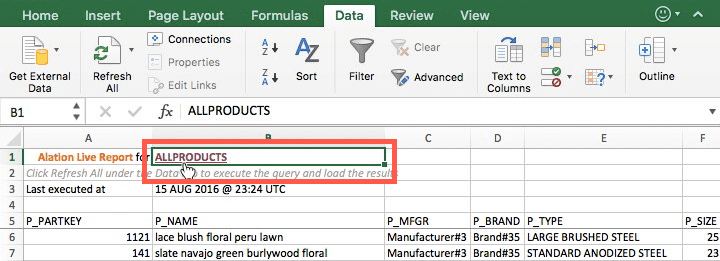 Home Insert Page Layout Formulas Data Review View
Connections
Properties
Edit Links
Get External Data
Refresh All
Sort
Filter
Clear
Advanced
Text to Columns
Outline
B1 fx ALLPRODUCTS
A B C D E F
1 Alation Live Report for ALLPRODUCTS
2 Click Refresh All under the Data to execute the query and load the results
3 Last executed at 15 AUG 2016 @ 23:24 UTC
4
5 P_PARTKEY P_NAME P_MFGR P_BRAND P_TYPE P_SIZE
6 1121 lace blush floral peru lawn Manufacturer#3 Brand#35 LARGE BRUSHED STEEL 25
7 141 slate navajo green burlywood floral Manufacturer#3 Brand#35 STANDARD ANODIZED STEEL 23